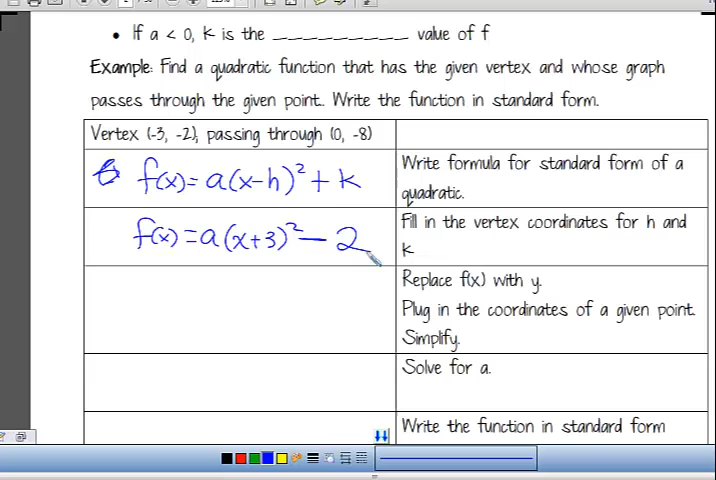 • If a < 0, k is the __________ value of f
Example: Find a quadratic function that has the given vertex and whose graph
passes through the given point. Write the function in standard form.
Vertex (-3, -2), passing through (0, -8)
f(x)=a(x-h)²+k
Write formula for standard form of a
quadratic.
f(x)=a(x+3)²-2
Fill in the vertex coordinates for h and
k
Replace f(x) with y.
Plug in the coordinates of a given point.
Simplify.
Solve for a.
Write the function in standard form